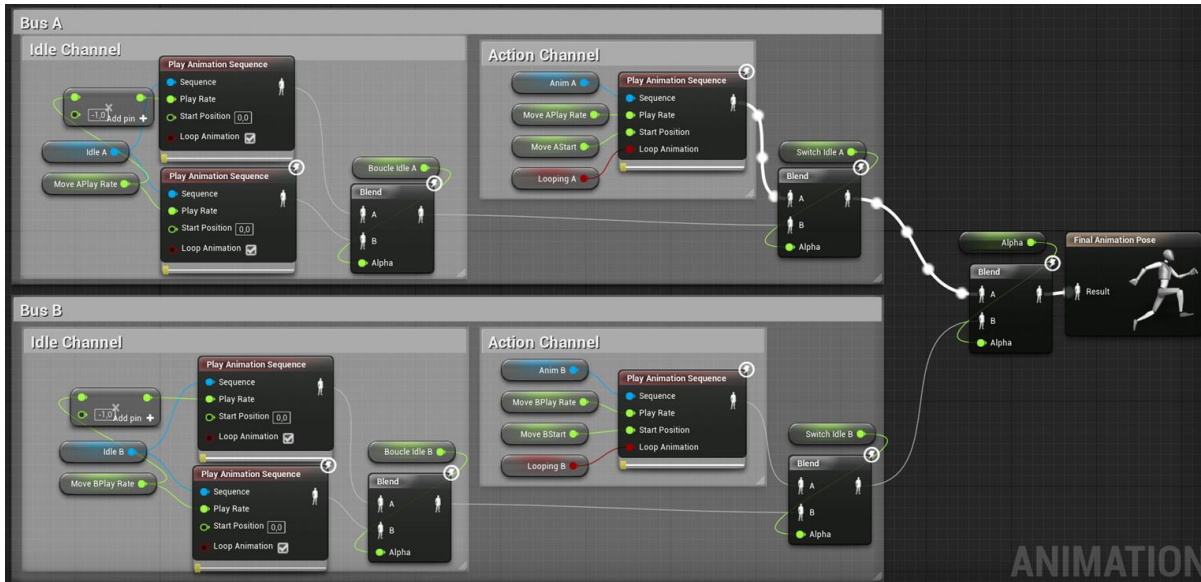 Bus A
Idle Channel
Play Animation Sequence
Sequence
Play Rate
Start Position 0,0
Loop Animation
-1,0
Add pin +
Idle A
Move APlay Rate
Play Animation Sequence
Sequence
Play Rate
Start Position 0,0
Loop Animation
Boucle Idle A
Blend
A
B
Alpha
Action Channel
Anim A
Move APlay Rate
Move AStart
Looping A
Play Animation Sequence
Sequence
Play Rate
Start Position
Loop Animation
Switch Idle A
Blend
A
B
Alpha
Bus B
Idle Channel
Play Animation Sequence
Sequence
Play Rate
Start Position 0,0
Loop Animation
-1,0
Add pin +
Idle B
Move BPlay Rate
Play Animation Sequence
Sequence
Play Rate
Start Position 0,0
Loop Animation
Boucle Idle B
Blend
A
B
Alpha
Action Channel
Anim B
Move BPlay Rate
Move BStart
Looping B
Play Animation Sequence
Sequence
Play Rate
Start Position
Loop Animation
Switch Idle B
Blend
A
B
Alpha
Alpha
Blend
A
B
Alpha
Final Animation Pose
Result
ANIMATION